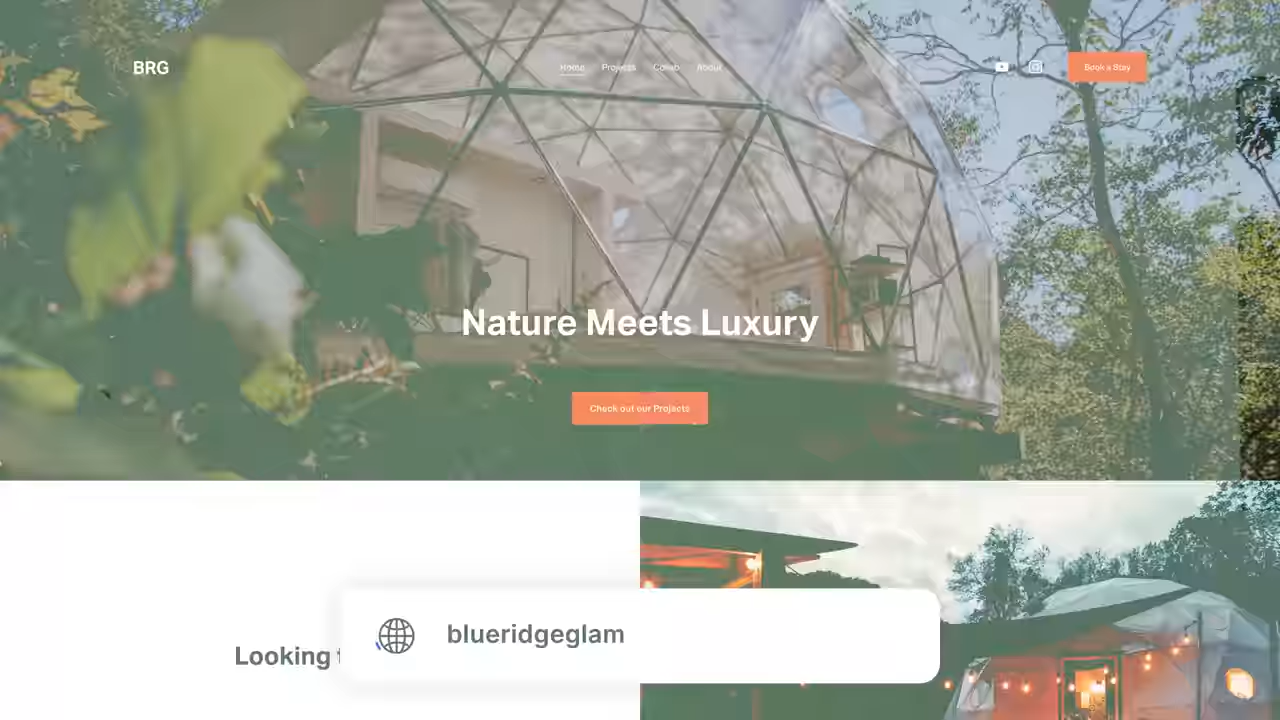 BRG
Home Projects Collab About
Book a Stay
Nature Meets Luxury
Check out our Projects
blueridgeglam
Looking